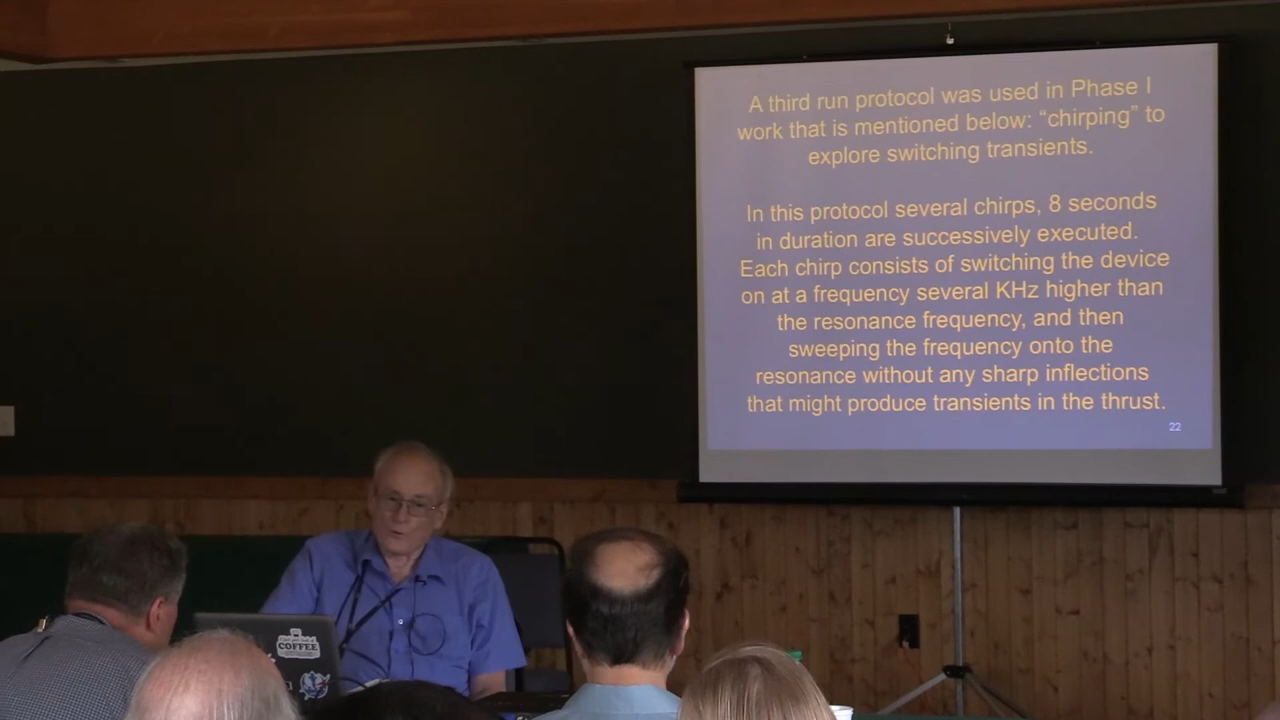 A third run protocol was used in Phase I
work that is mentioned below: “chirping” to
explore switching transients.
In this protocol several chirps, 8 seconds
in duration are successively executed.
Each chirp consists of switching the device
on at a frequency several KHz higher than
the resonance frequency, and then
sweeping the frequency onto the
resonance without any sharp inflections
that might produce transients in the thrust.
22
COFFEE